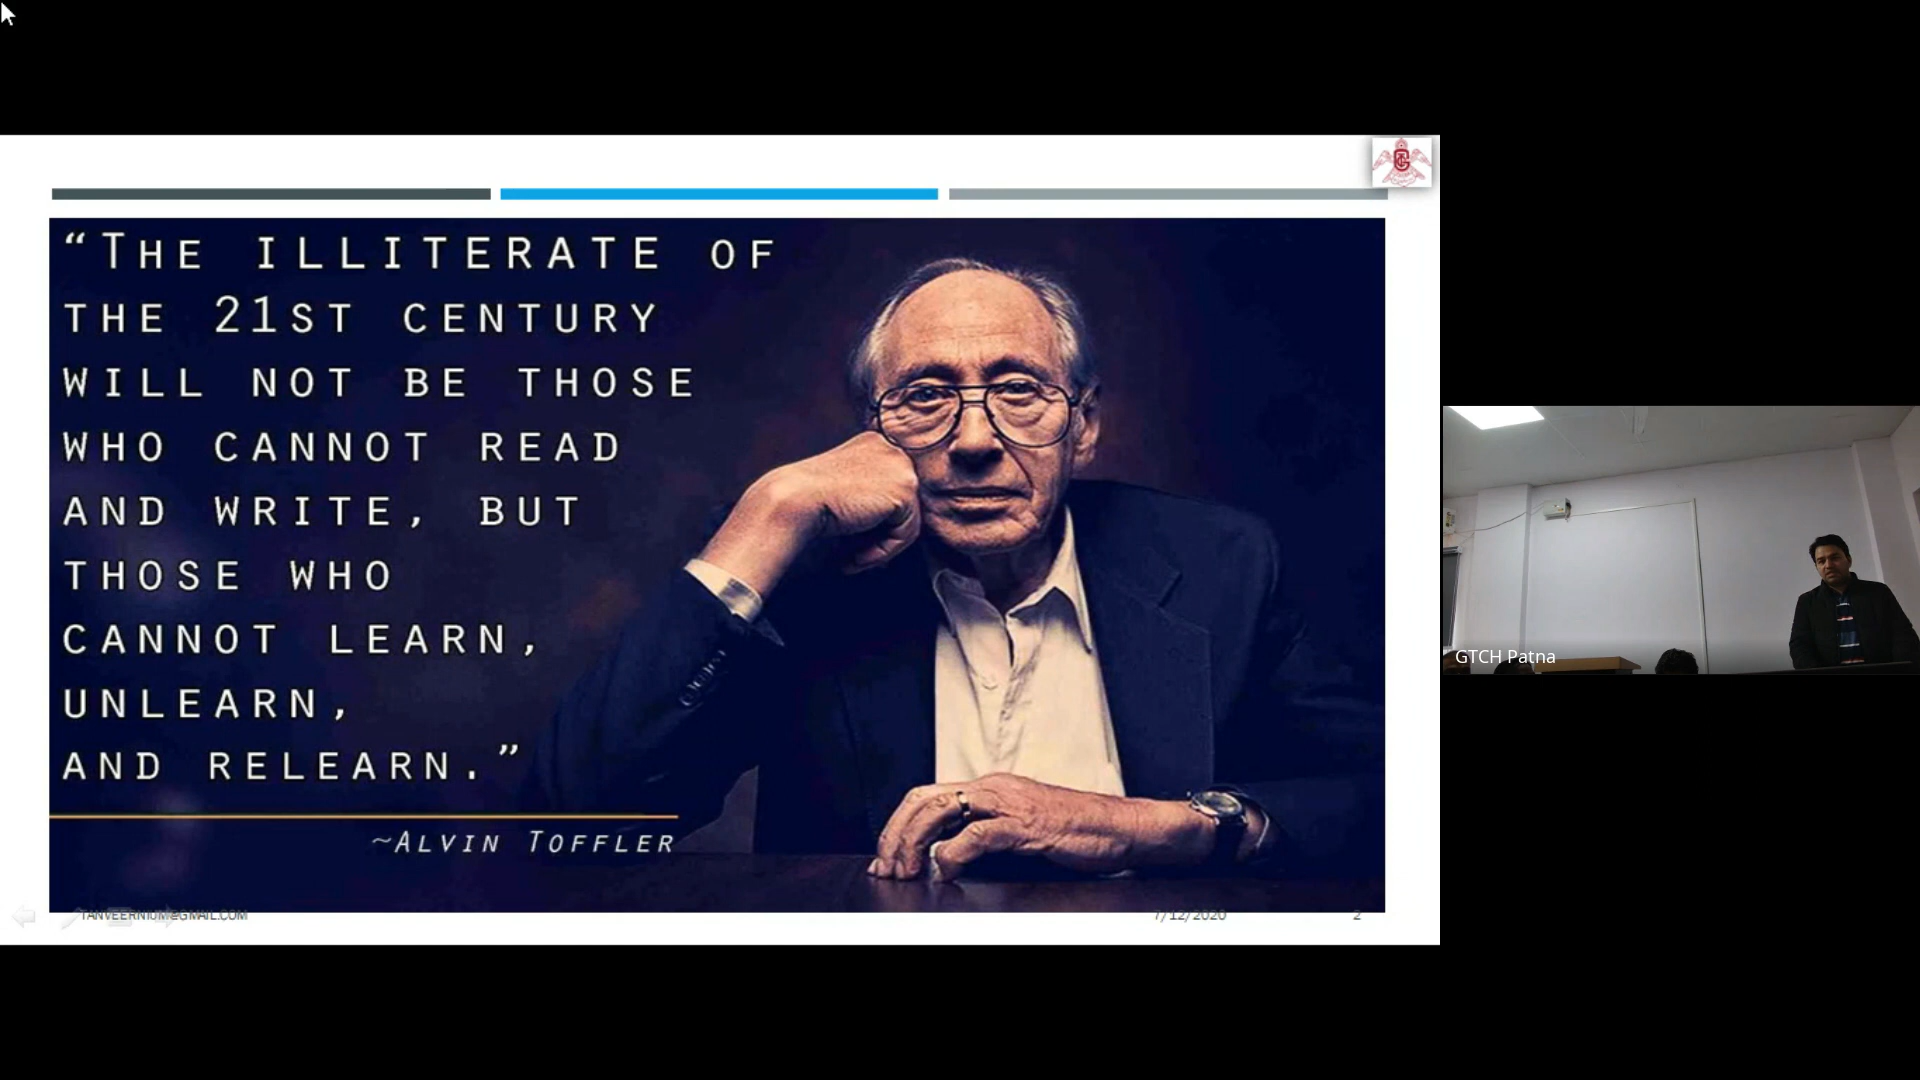 “THE ILLITERATE OF
THE 21ST CENTURY
WILL NOT BE THOSE
WHO CANNOT READ
AND WRITE, BUT
THOSE WHO
CANNOT LEARN,
UNLEARN,
AND RELEARN.”
~ALVIN TOFFLER
TANVEERNIUM@GMAIL.COM
7/12/2020
2
GTCH Patna